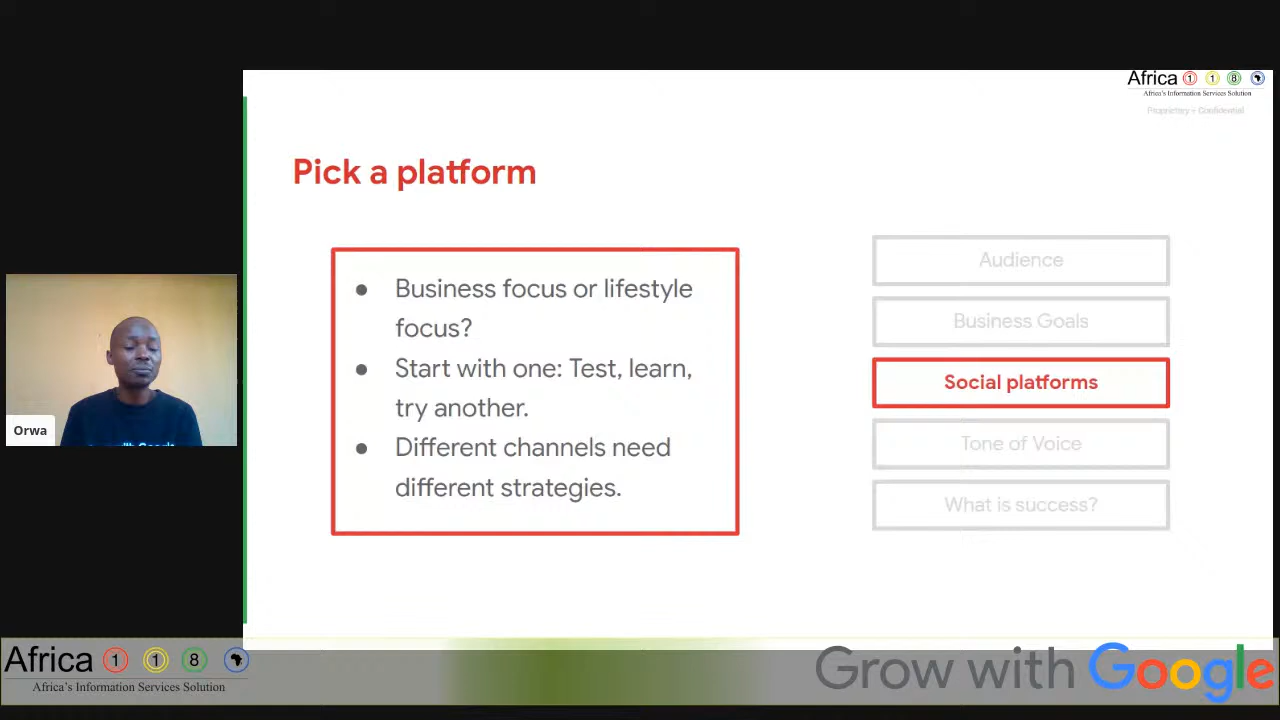 Africa 1 1 8
Africa's Information Services Solution
Proprietary + Confidential
Pick a platform
● Business focus or lifestyle
focus?
● Start with one: Test, learn,
try another.
● Different channels need
different strategies.
Audience
Business Goals
Social platforms
Tone of Voice
What is success?
Orwa
Africa 1 1 8
Africa's Information Services Solution
Grow with Google